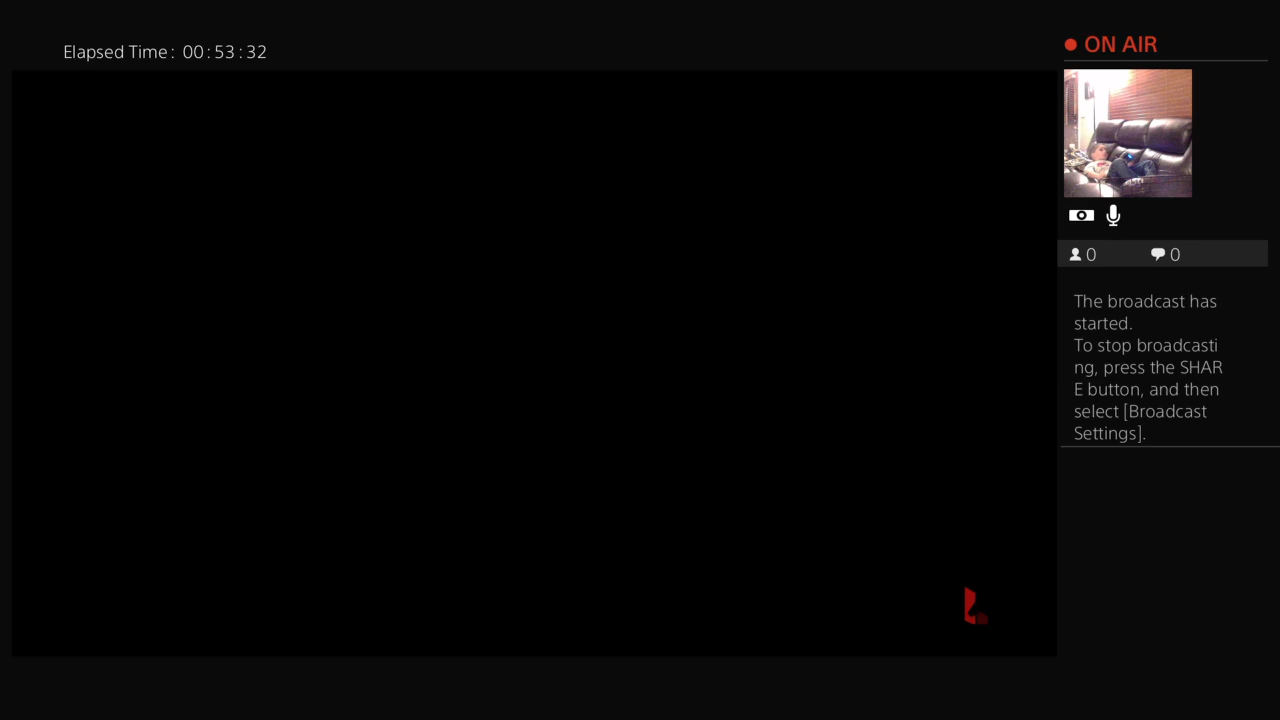 Elapsed Time: 00:53:32
ON AIR
0 0
The broadcast has
started.
To stop broadcasti
ng, press the SHAR
E button, and then
select [Broadcast
Settings].